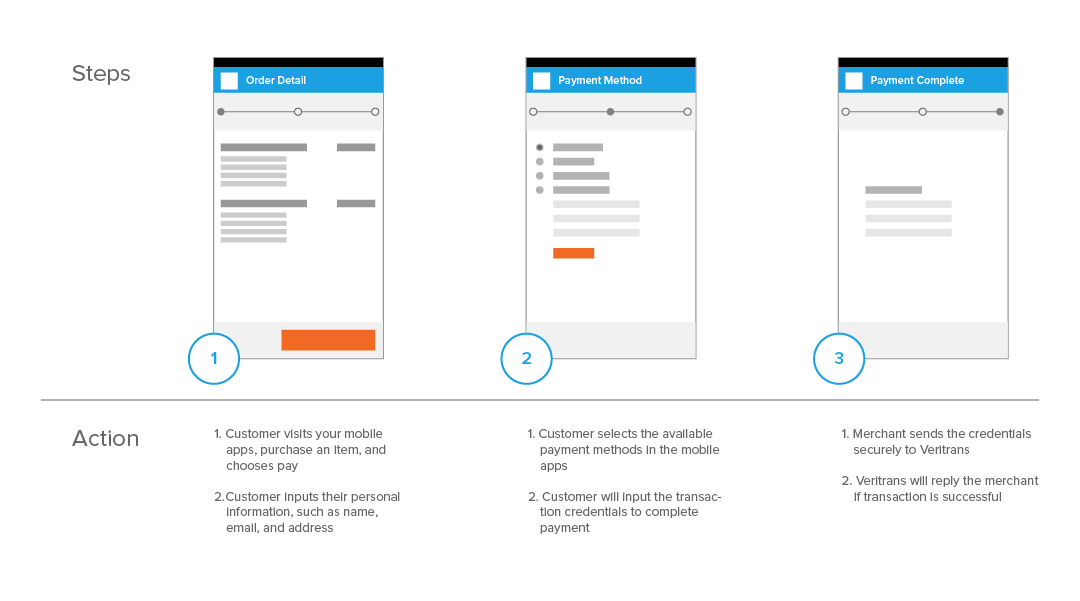 Steps
Order Detail
Payment Method
Payment Complete
1
2
3
Action
1. Customer visits your mobile
apps, purchase an item, and
chooses pay
2.Customer inputs their personal
information, such as name,
email, and address
1. Customer selects the available
payment methods in the mobile
apps
2. Customer will input the transac-
tion credentials to complete
payment
1. Merchant sends the credentials
securely to Veritrans
2. Veritrans will reply the merchant
if transaction is successful